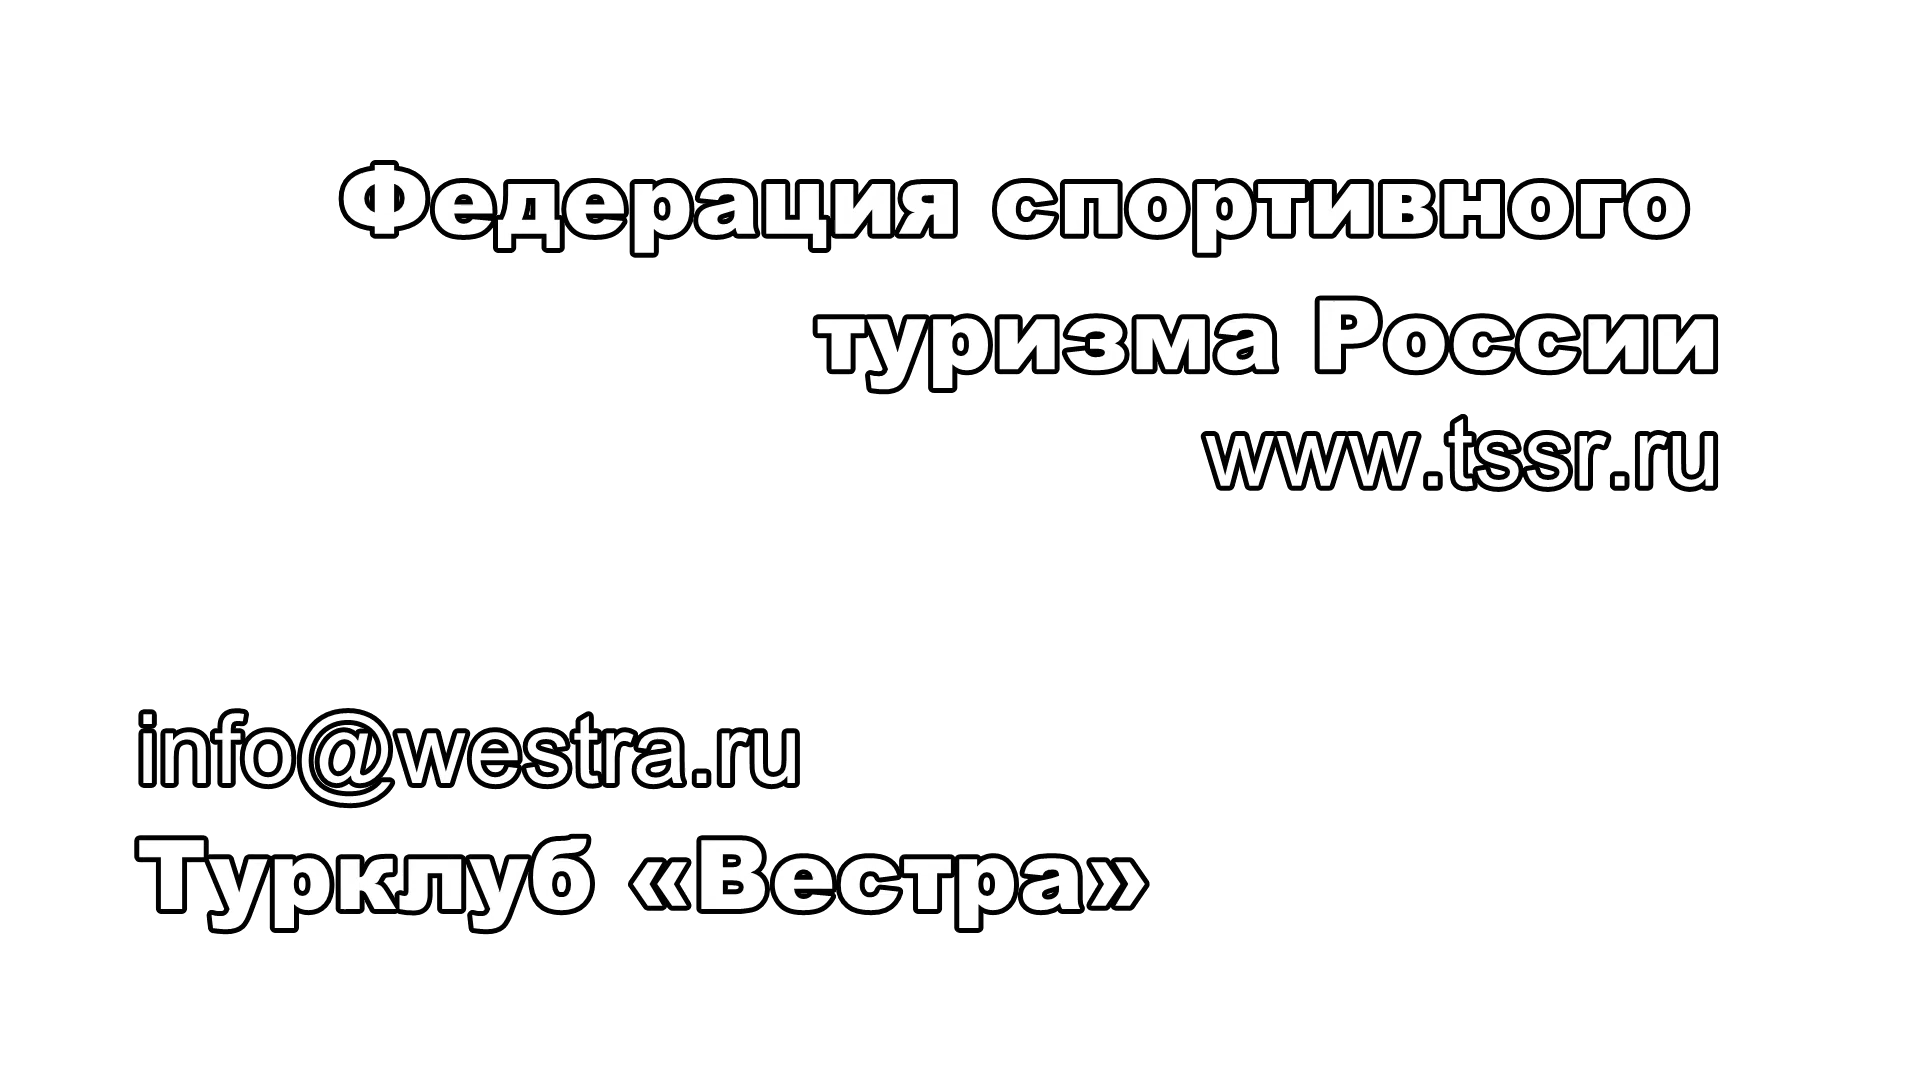 Федерация спортивного
туризма России
www.tssr.ru
info@westra.ru
Турклуб «Вестра»